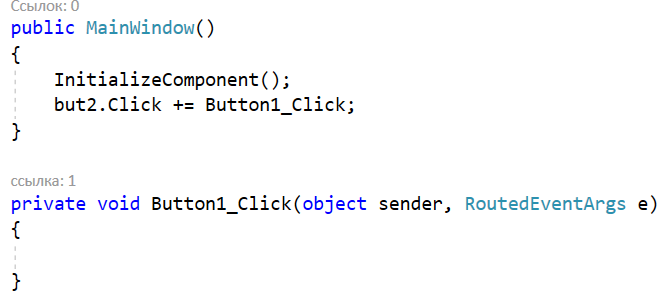 Ссылок: 0
public MainWindow()
{
InitializeComponent();
but2.Click += Button1_Click;
}
ссылка: 1
private void Button1_Click(object sender, RoutedEventArgs e)
{
}